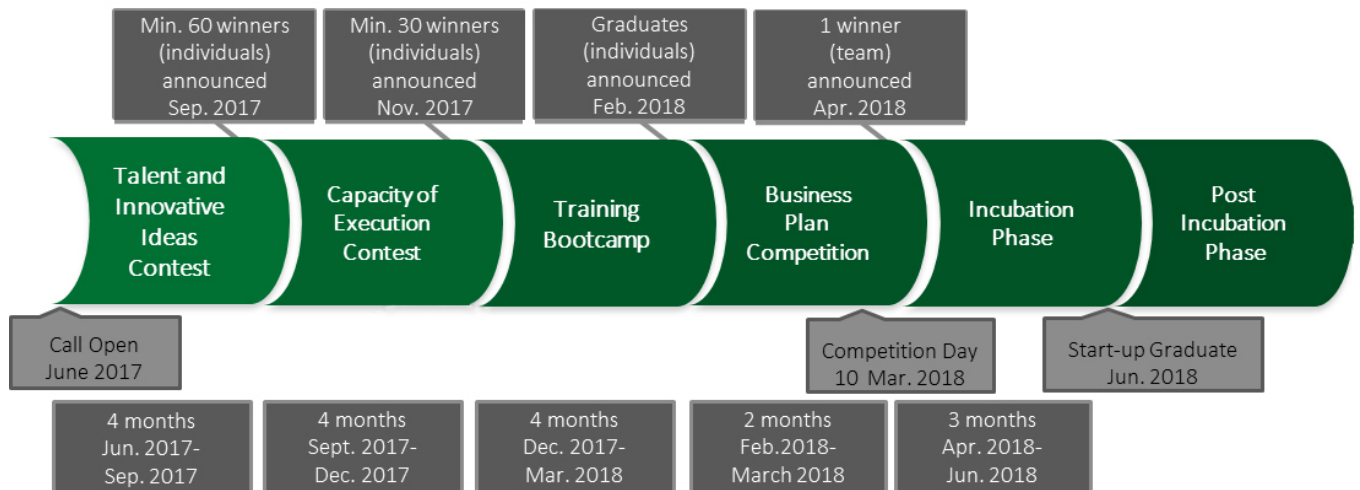 Min. 60 winners
(individuals)
announced
Sep. 2017
Min. 30 winners
(individuals)
announced
Nov. 2017
Graduates
(individuals)
announced
Feb. 2018
1 winner
(team)
announced
Apr. 2018
Talent and
Innovative
Ideas
Contest
Capacity of
Execution
Contest
Training
Bootcamp
Business
Plan
Competition
Incubation
Phase
Post
Incubation
Phase
Call Open
June 2017
Competition Day
10 Mar. 2018
Start-up Graduate
Jun. 2018
4 months
Jun. 2017-
Sep. 2017
4 months
Sept. 2017-
Dec. 2017
4 months
Dec. 2017-
Mar. 2018
2 months
Feb.2018-
March 2018
3 months
Apr. 2018-
Jun. 2018